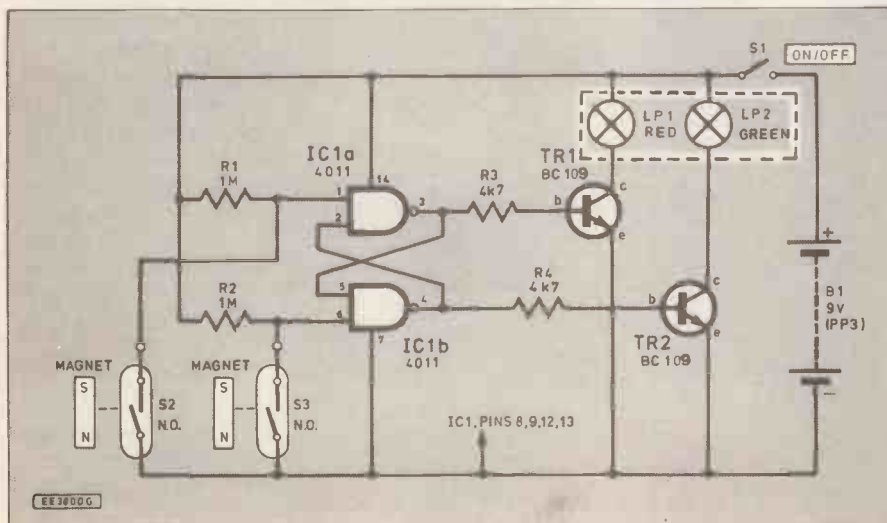 S1
ON/OFF
LP1
RED
LP2
GREEN
IC1a
4011
TR1
BC109
R1
1M
R3
4k7
14
1
2
3
b
c
e
R2
1M
R4
4k7
5
6
4
7
b
c
e
IC1b
4011
TR2
BC109
B1
9V
(PP3)
+
−
MAGNET
S
N
S2
N.O.
MAGNET
S
N
S3
N.O.
IC1, PINS 8,9,12,13
EE3800G